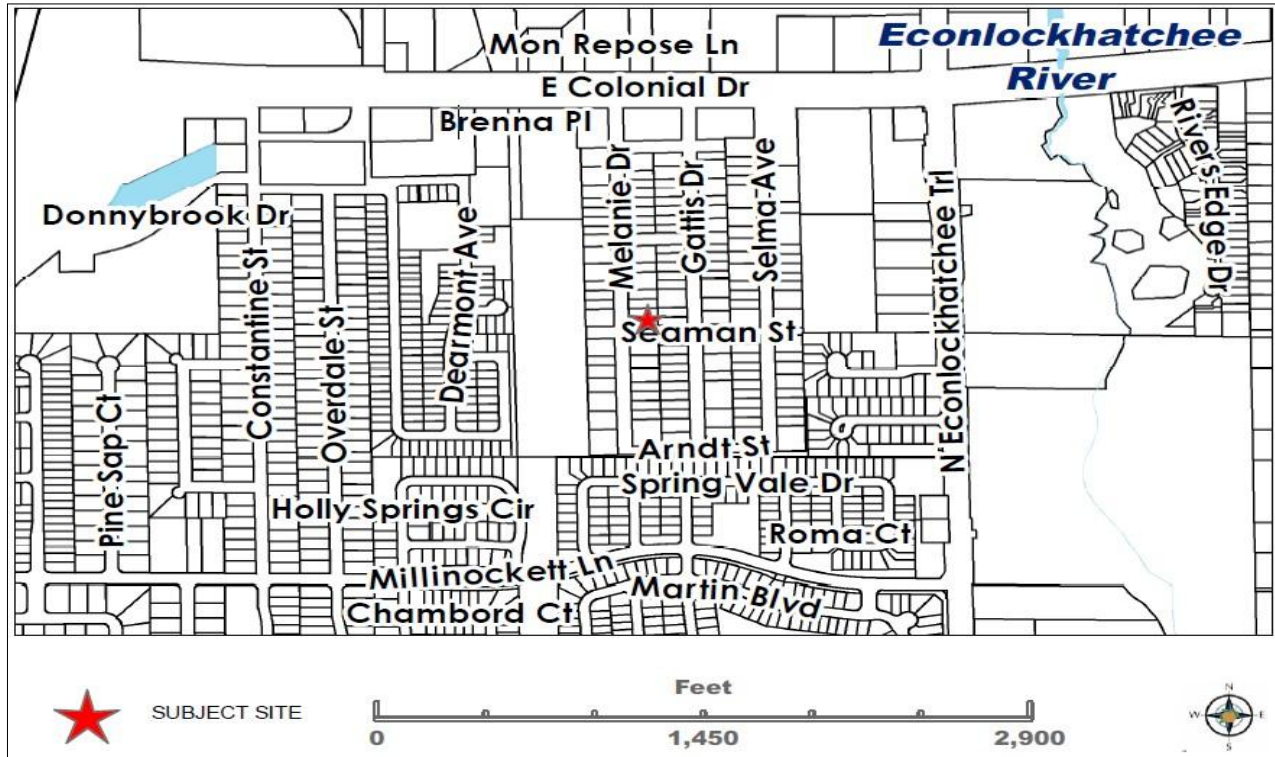 Mon Repose Ln
Econlockhatchee
River
E Colonial Dr
Brenna Pl
Rivers Edge Dr
Melanie Dr
Gattis Dr
Selma Ave
N Econlockhatchee Trl
Donnybrook Dr
Constantine St
Overdale St
Dearmont Ave
Seaman St
Pine Sap Ct
Arndt St
Spring Vale Dr
Holly Springs Cir
Roma Ct
Millinockett Ln
Martin Blvd
Chambord Ct
SUBJECT SITE
Feet
0 1,450 2,900
N
W E
S